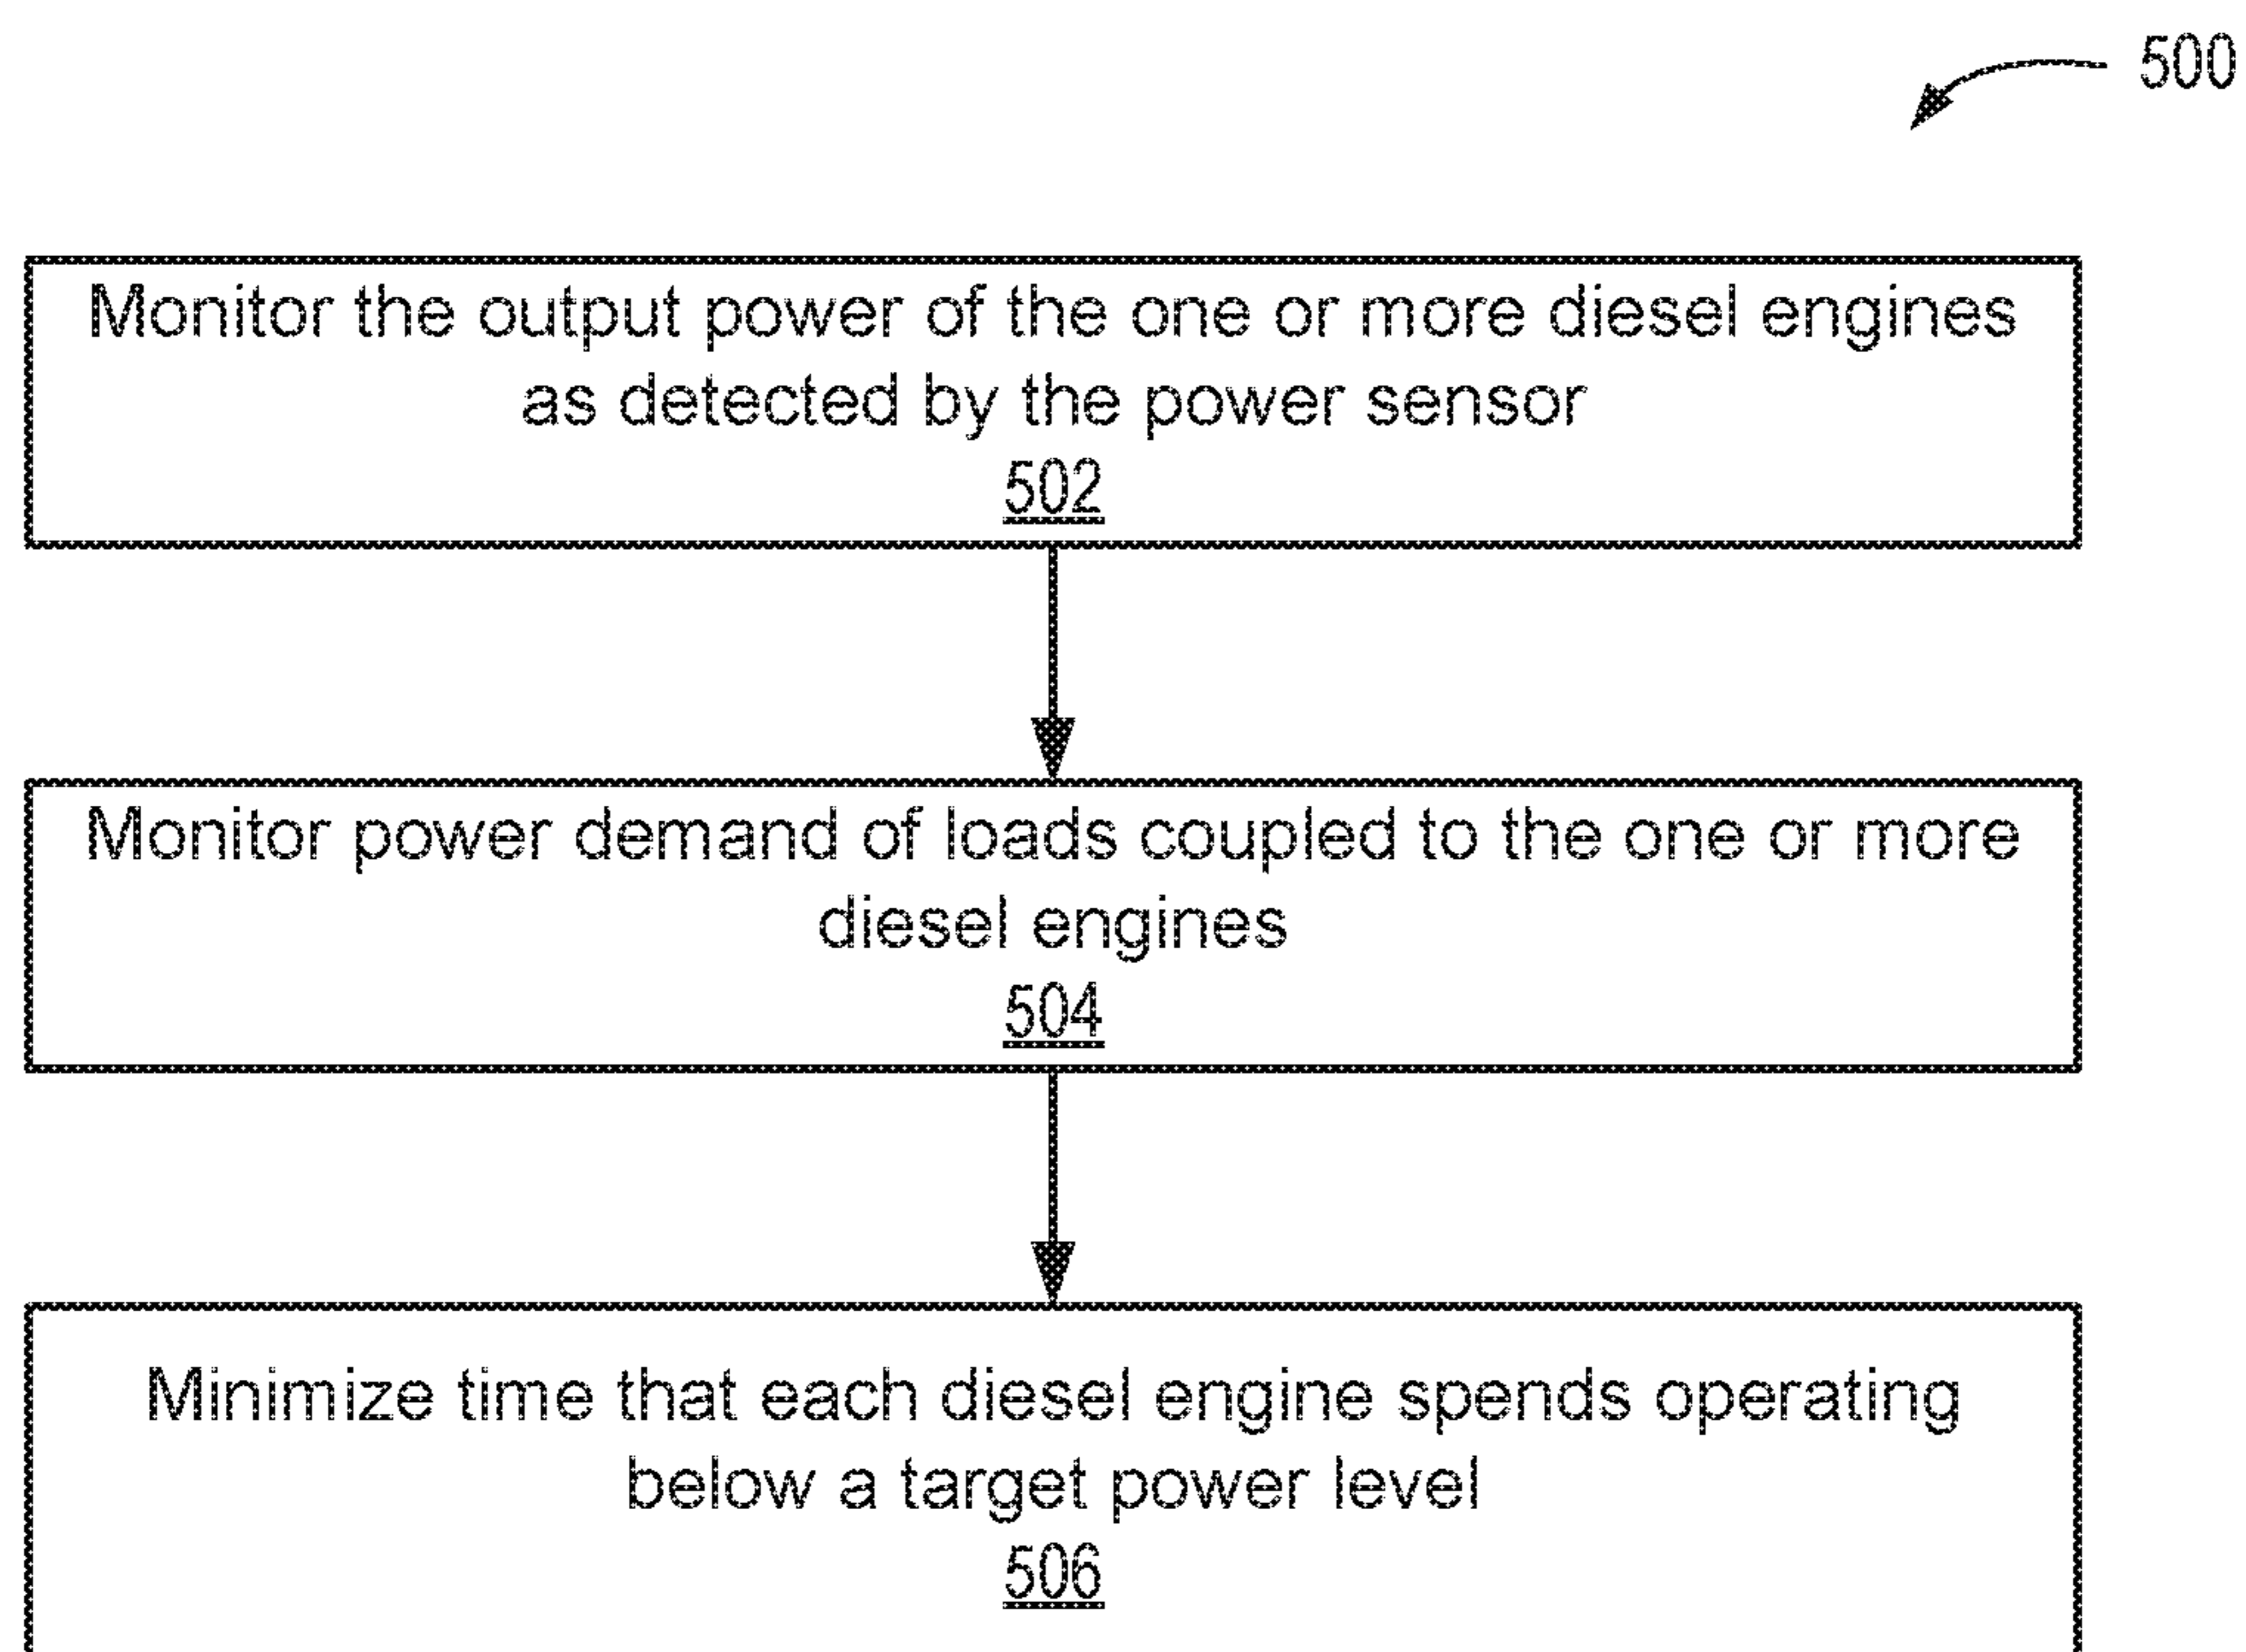 500
Monitor the output power of the one or more diesel engines
as detected by the power sensor
502
Monitor power demand of loads coupled to the one or more
diesel engines
504
Minimize time that each diesel engine spends operating
below a target power level
506